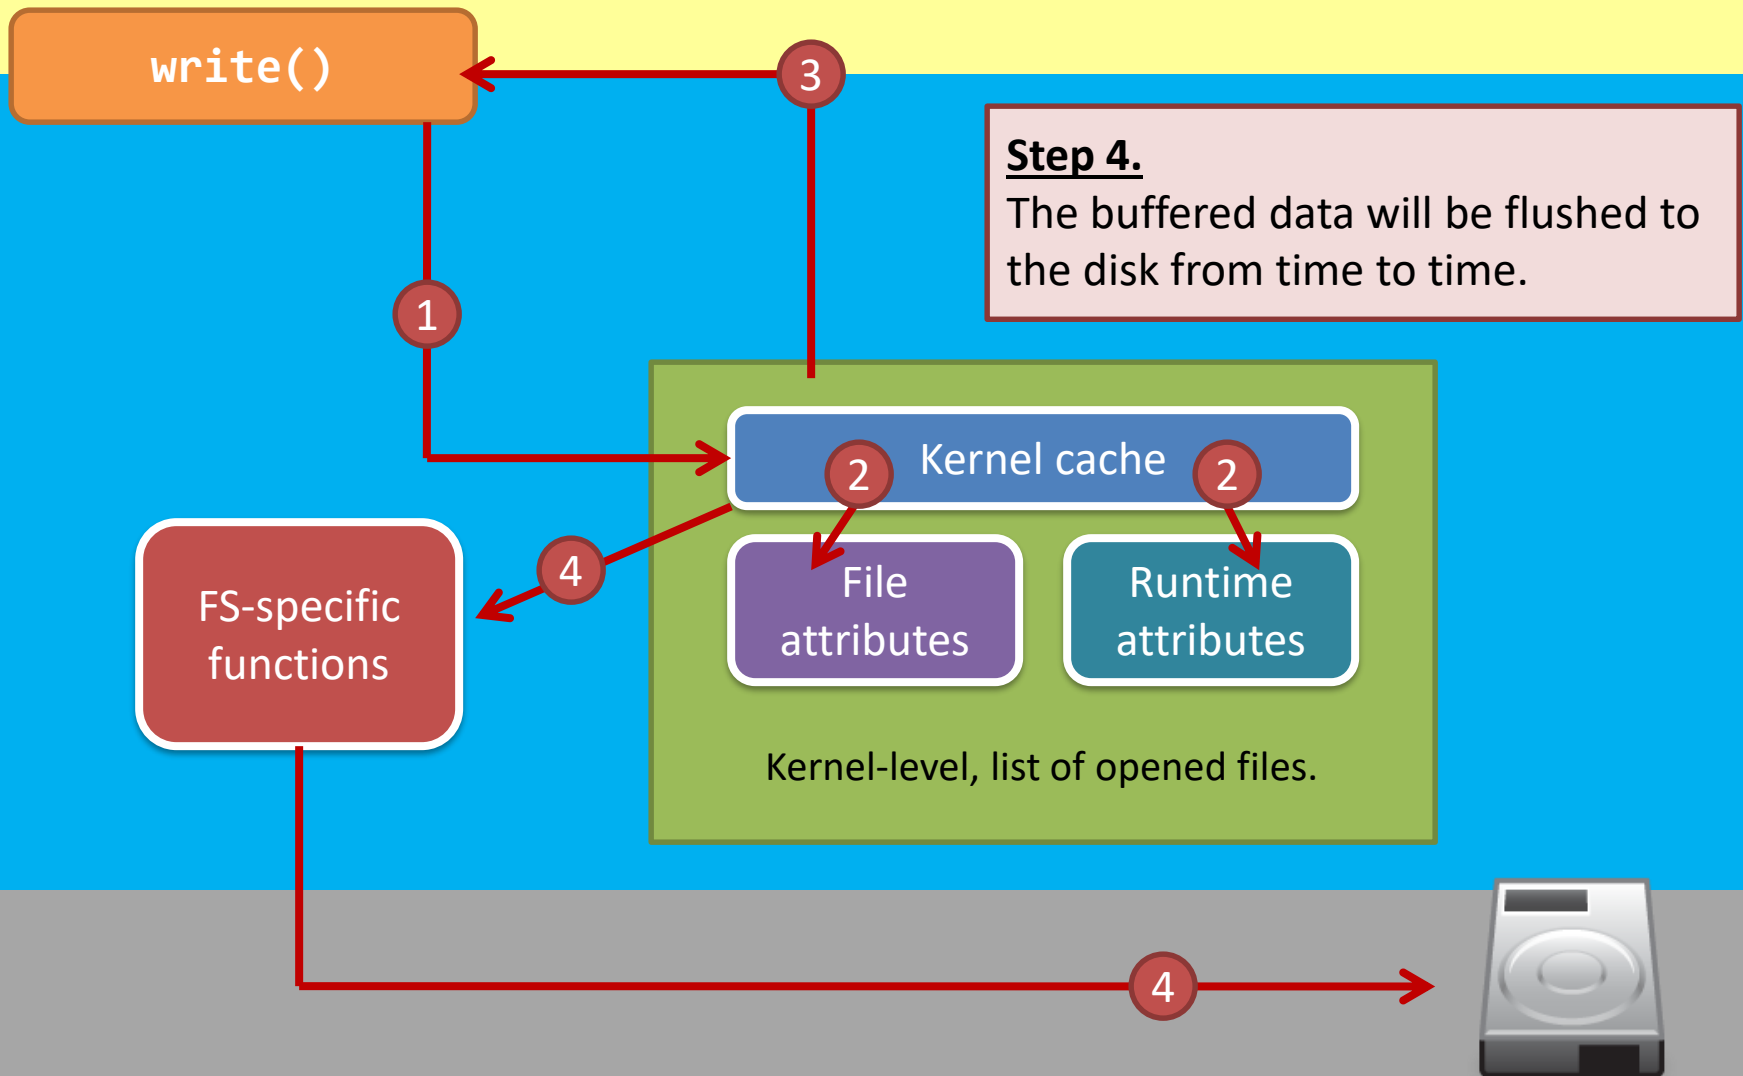 write()
3
Step 4.
The buffered data will be flushed to
the disk from time to time.
1
Kernel cache
2
2
4
File
attributes
Runtime
attributes
FS-specific
functions
Kernel-level, list of opened files.
4